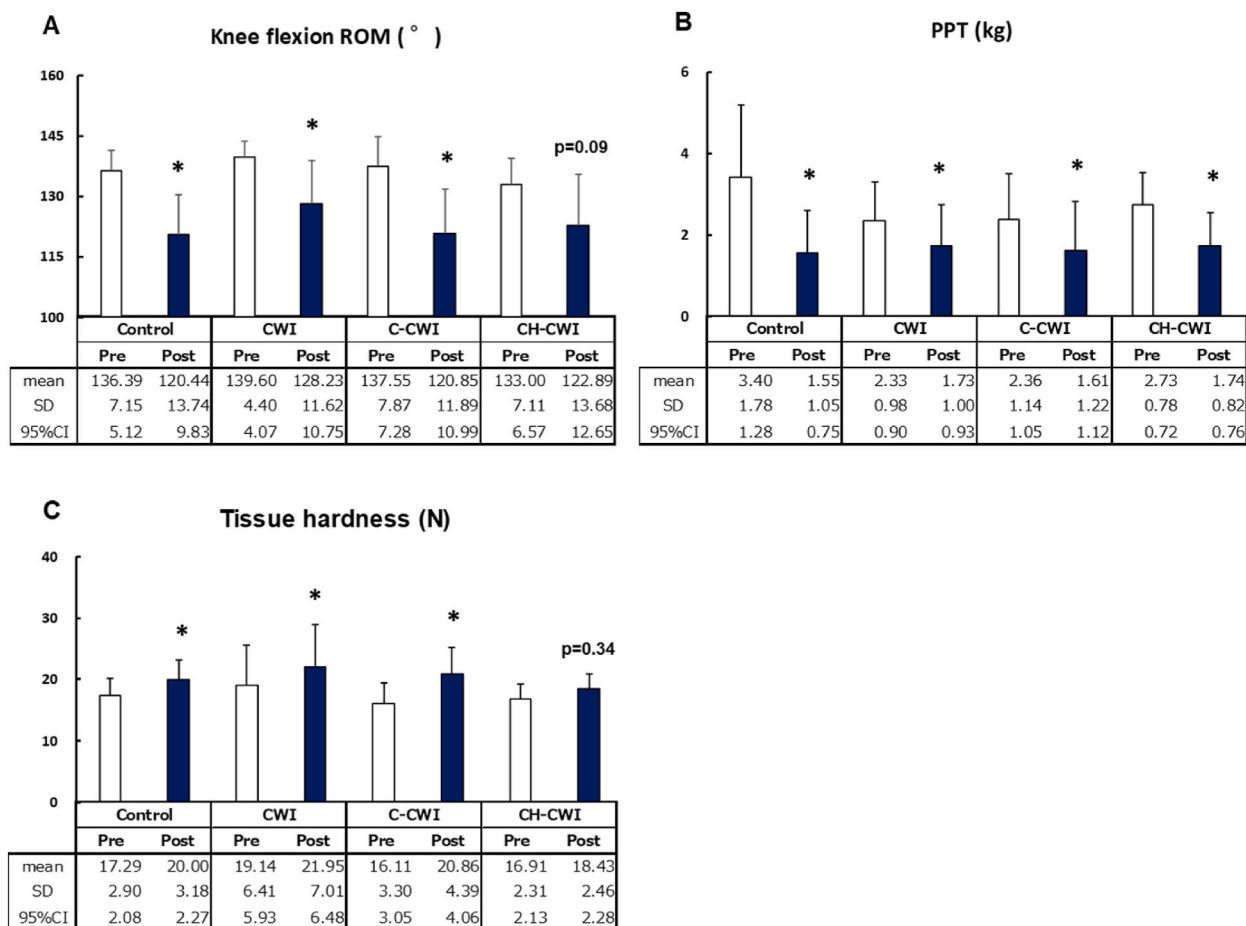 A
Knee flexion ROM ( ° )
160
145
130
115
100
* * * p=0.09
Control CWI C-CWI CH-CWI
Pre Post Pre Post Pre Post Pre Post
mean 136.39 120.44 139.60 128.23 137.55 120.85 133.00 122.89
SD 7.15 13.74 4.40 11.62 7.87 11.89 7.11 13.68
95%CI 5.12 9.83 4.07 10.75 7.28 10.99 6.57 12.65
B
PPT (kg)
6
4
2
0
* * * *
Control CWI C-CWI CH-CWI
Pre Post Pre Post Pre Post Pre Post
mean 3.40 1.55 2.33 1.73 2.36 1.61 2.73 1.74
SD 1.78 1.05 0.98 1.00 1.14 1.22 0.78 0.82
95%CI 1.28 0.75 0.90 0.93 1.05 1.12 0.72 0.76
C
Tissue hardness (N)
40
30
20
10
0
* * * p=0.34
Control CWI C-CWI CH-CWI
Pre Post Pre Post Pre Post Pre Post
mean 17.29 20.00 19.14 21.95 16.11 20.86 16.91 18.43
SD 2.90 3.18 6.41 7.01 3.30 4.39 2.31 2.46
95%CI 2.08 2.27 5.93 6.48 3.05 4.06 2.13 2.28